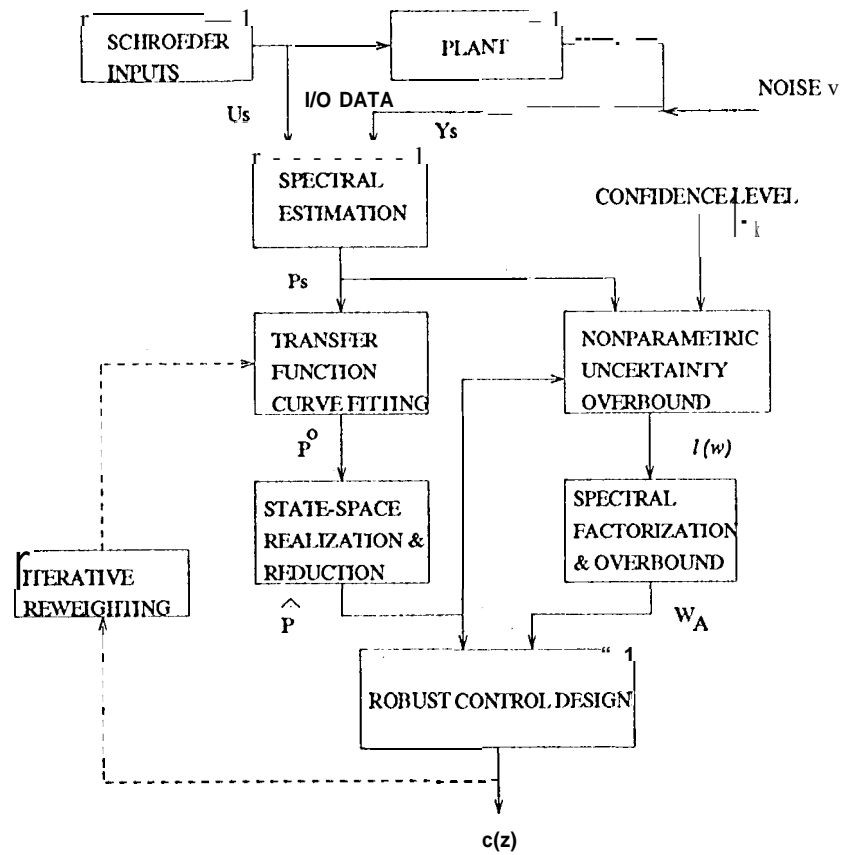 SCHROEDER
INPUTS
PLANT
NOISE v
I/O DATA
Us
Ys
SPECTRAL
ESTIMATION
CONFIDENCE LEVEL
Ps
TRANSFER
FUNCTION
CURVE FITTING
NONPARAMETRIC
UNCERTAINTY
OVERBOUND
P^o
l(w)
STATE-SPACE
REALIZATION &
REDUCTION
SPECTRAL
FACTORIZATION
& OVERBOUND
ITERATIVE
REWEIGHTING
P̂
W_A
ROBUST CONTROL DESIGN
c(z)